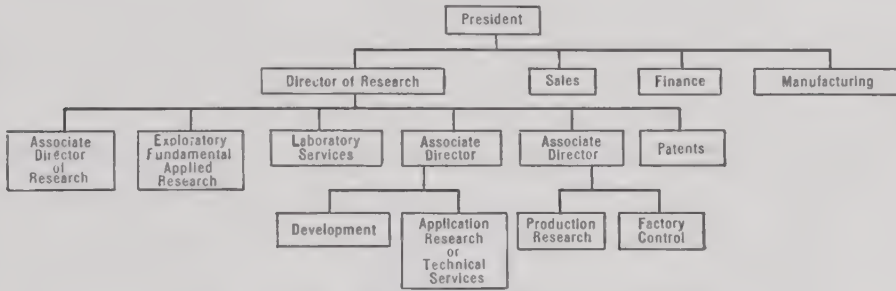 President
Director of Research
Sales
Finance
Manufacturing
Associate
Director
of
Research
Exploratory
Fundamental
Applied
Research
Laboratory
Services
Associate
Director
Associate
Director
Patents
Development
Application
Research
or
Technical
Services
Production
Research
Factory
Control